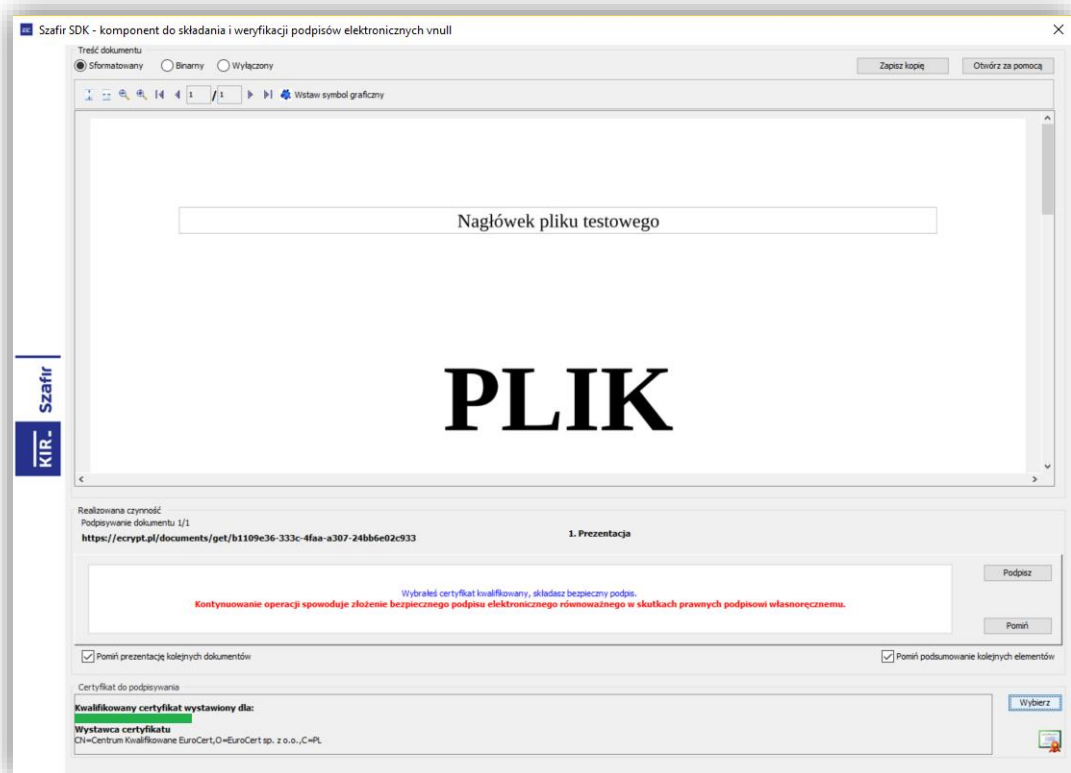 Szafir SDK - komponent do składania i weryfikacji podpisów elektronicznych vnull
Treść dokumentu
Sformatowany Binarny Wyłączony Zapisz kopię Otwórz za pomocą
1 / 1 Wstaw symbol graficzny
Nagłówek pliku testowego
PLIK
Szafir
KIR.
Realizowana czynność
Podpisywanie dokumentu 1/1
https://ecrypt.pl/documents/get/b1109e36-333c-4faa-a307-24bb6e02c933 1. Prezentacja
Podpisz
Wybrałeś certyfikat kwalifikowany, składasz bezpieczny podpis.
Kontynuowanie operacji spowoduje złożenie bezpiecznego podpisu elektronicznego równoważnego w skutkach prawnych podpisowi własnoręcznemu.
Pomiń
Pomiń prezentację kolejnych dokumentów Pomiń podsumowanie kolejnych elementów
Certyfikat do podpisywania
Kwalifikowany certyfikat wystawiony dla: Wybierz
Wystawca certyfikatu
CN=Centrum Kwalifikowane EuroCert,O=EuroCert sp. z o.o.,C=PL